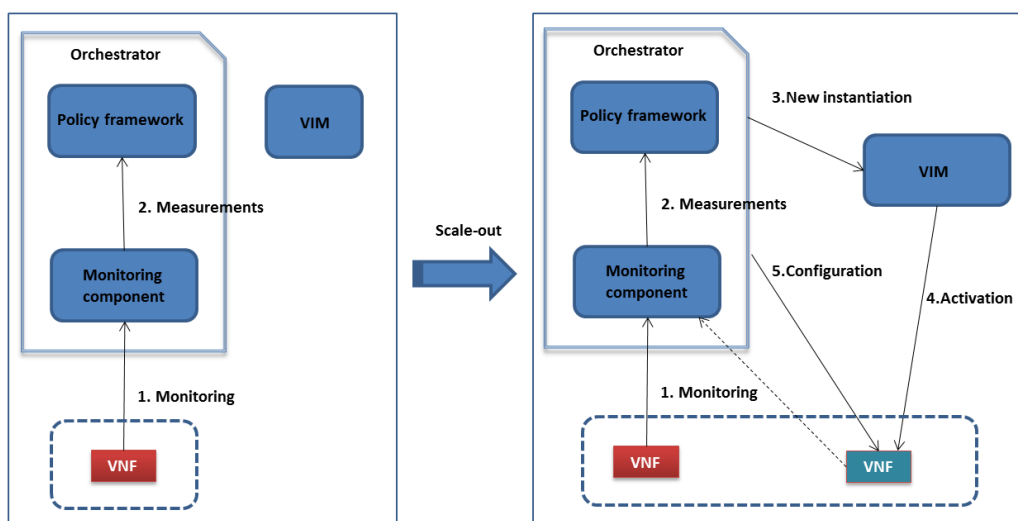 Orchestrator
Policy framework
VIM
2. Measurements
Monitoring
component
1. Monitoring
VNF
Scale-out
Orchestrator
Policy framework
3.New instantiation
VIM
2. Measurements
Monitoring
component
5.Configuration
4.Activation
1. Monitoring
VNF
VNF